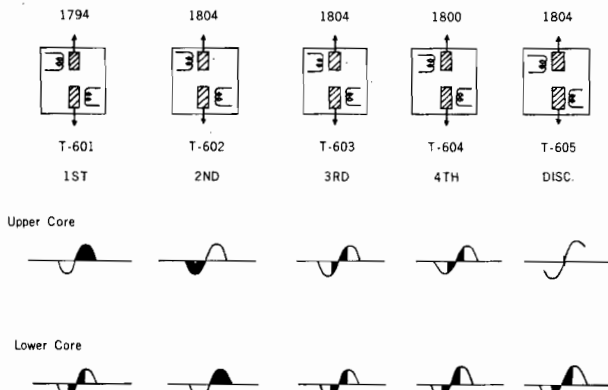 1794 1804 1804 1800 1804
T-601 T-602 T-603 T-604 T-605
1ST 2ND 3RD 4TH DISC.
Upper Core
Lower Core